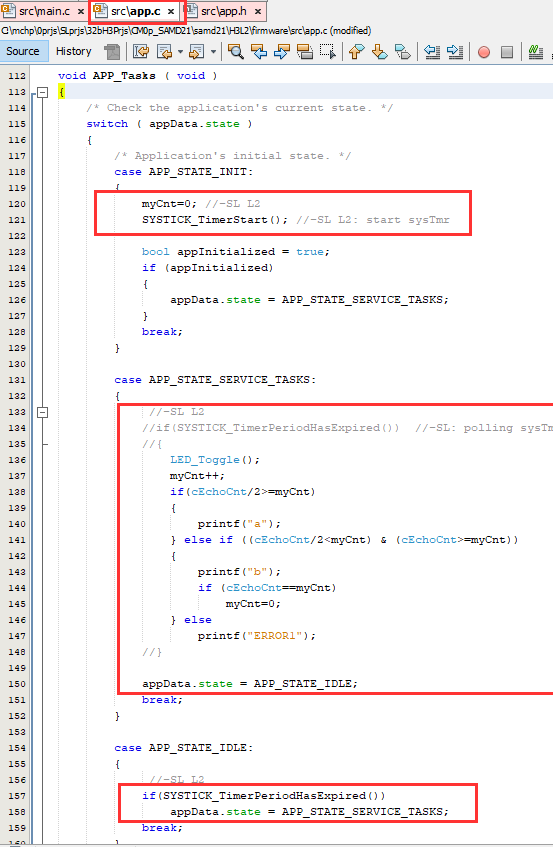 src\main.c x src\app.c x src\app.h x
C:\mchp\0prjs\SLprjs\32bH3Prjs\CM0p_SAMD21\samd21\H3L2\firmware\src\app.c (modified)
Source History
112 void APP_Tasks ( void )
113 {
114 /* Check the application's current state. */
115 switch ( appData.state )
116 {
117 /* Application's initial state. */
118 case APP_STATE_INIT:
119 {
120 myCnt=0; //-SL L2
121 SYSTICK_TimerStart(); //-SL L2: start sysTmr
122
123 bool appInitialized = true;
124 if (appInitialized)
125 {
126 appData.state = APP_STATE_SERVICE_TASKS;
127 }
128 break;
129 }
130
131 case APP_STATE_SERVICE_TASKS:
132 {
133 //-SL L2
134 //if(SYSTICK_TimerPeriodHasExpired()) //-SL: polling sysTm
135 //{
136 LED_Toggle();
137 myCnt++;
138 if(cEchoCnt/2>=myCnt)
139 {
140 printf("a");
141 } else if ((cEchoCnt/2<myCnt) & (cEchoCnt>=myCnt))
142 {
143 printf("b");
144 if (cEchoCnt==myCnt)
145 myCnt=0;
146 } else
147 printf("ERROR1");
148 //}
149
150 appData.state = APP_STATE_IDLE;
151 break;
152 }
153
154 case APP_STATE_IDLE:
155 {
156 //-SL L2
157 if(SYSTICK_TimerPeriodHasExpired())
158 appData.state = APP_STATE_SERVICE_TASKS;
159 break;